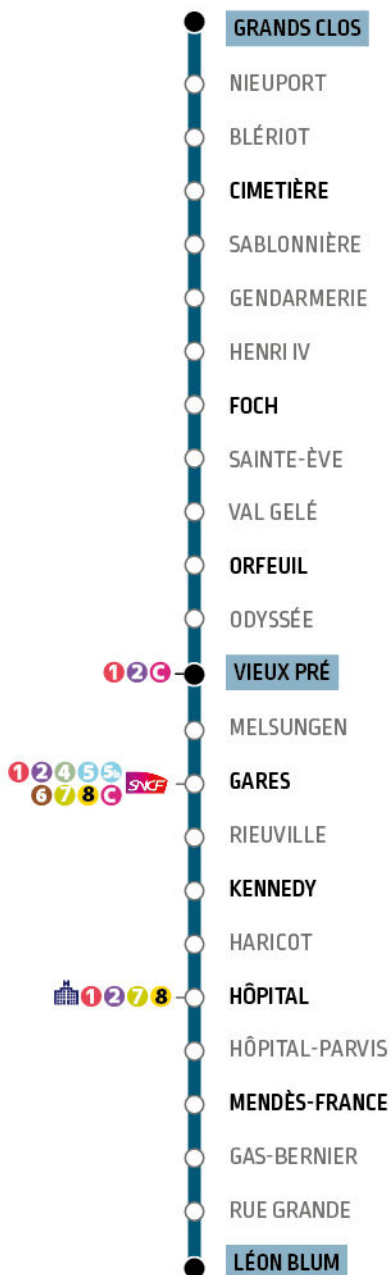 GRANDS CLOS
NIEUPORT
BLÉRIOT
CIMETIÈRE
SABLONNIÈRE
GENDARMERIE
HENRI IV
FOCH
SAINTE-ÈVE
VAL GELÉ
ORFEUIL
ODYSSÉE
1 2 C VIEUX PRÉ
MELSUNGEN
1 2 4 5 5b
6 7 8 C SNCF GARES
RIEUVILLE
KENNEDY
HARICOT
H 1 2 7 8 HÔPITAL
HÔPITAL-PARVIS
MENDÈS-FRANCE
GAS-BERNIER
RUE GRANDE
LÉON BLUM